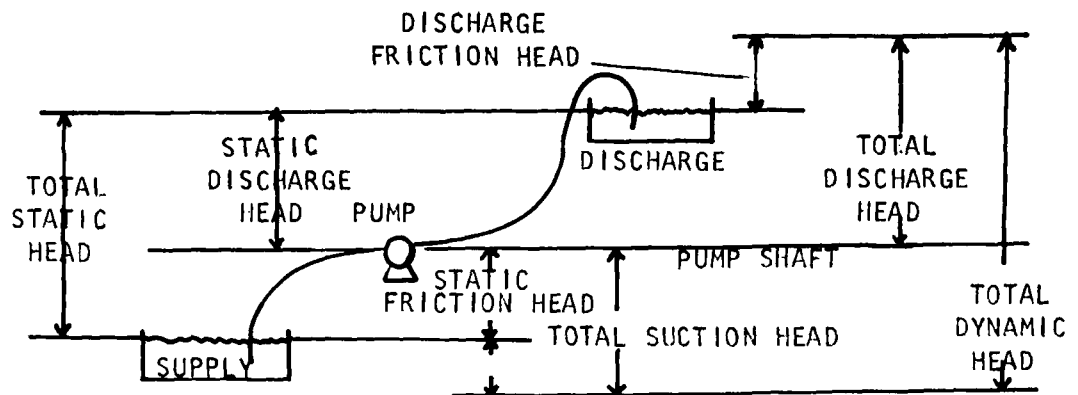 DISCHARGE
FRICTION HEAD
STATIC
DISCHARGE
HEAD
TOTAL
STATIC
HEAD
PUMP
DISCHARGE
TOTAL
DISCHARGE
HEAD
PUMP SHAFT
STATIC
FRICTION HEAD
TOTAL SUCTION HEAD
TOTAL
DYNAMIC
HEAD
SUPPLY